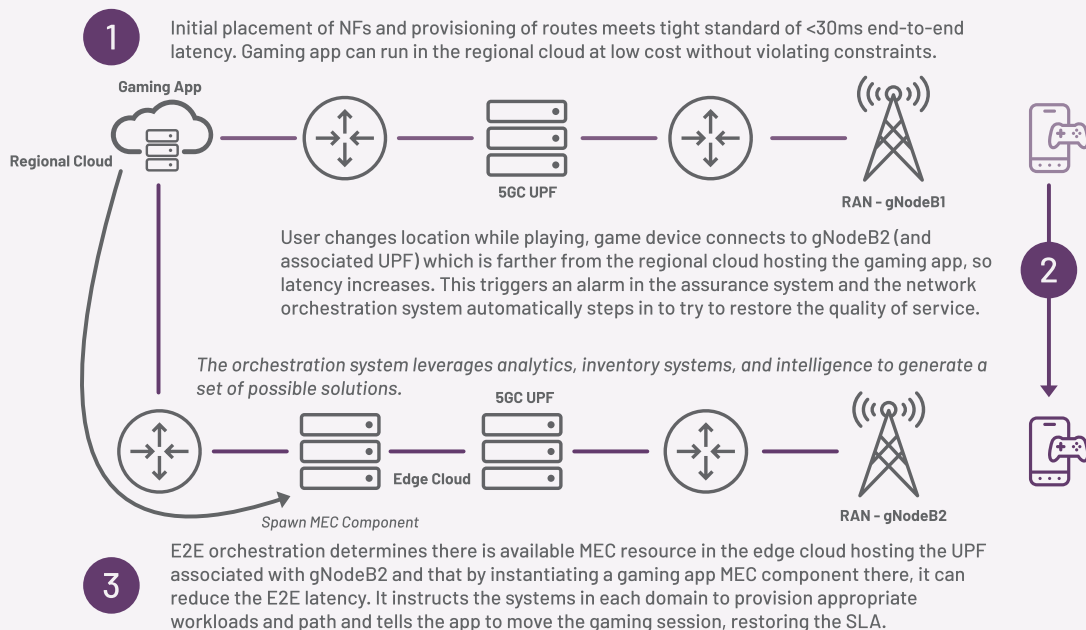 1
Initial placement of NFs and provisioning of routes meets tight standard of <30ms end-to-end
latency. Gaming app can run in the regional cloud at low cost without violating constraints.
Gaming App
Regional Cloud
5GC UPF
RAN - gNodeB1
User changes location while playing, game device connects to gNodeB2 (and
associated UPF) which is farther from the regional cloud hosting the gaming app, so
latency increases. This triggers an alarm in the assurance system and the network
orchestration system automatically steps in to try to restore the quality of service.
2
The orchestration system leverages analytics, inventory systems, and intelligence to generate a
set of possible solutions.
5GC UPF
Edge Cloud
Spawn MEC Component
RAN - gNodeB2
3
E2E orchestration determines there is available MEC resource in the edge cloud hosting the UPF
associated with gNodeB2 and that by instantiating a gaming app MEC component there, it can
reduce the E2E latency. It instructs the systems in each domain to provision appropriate
workloads and path and tells the app to move the gaming session, restoring the SLA.